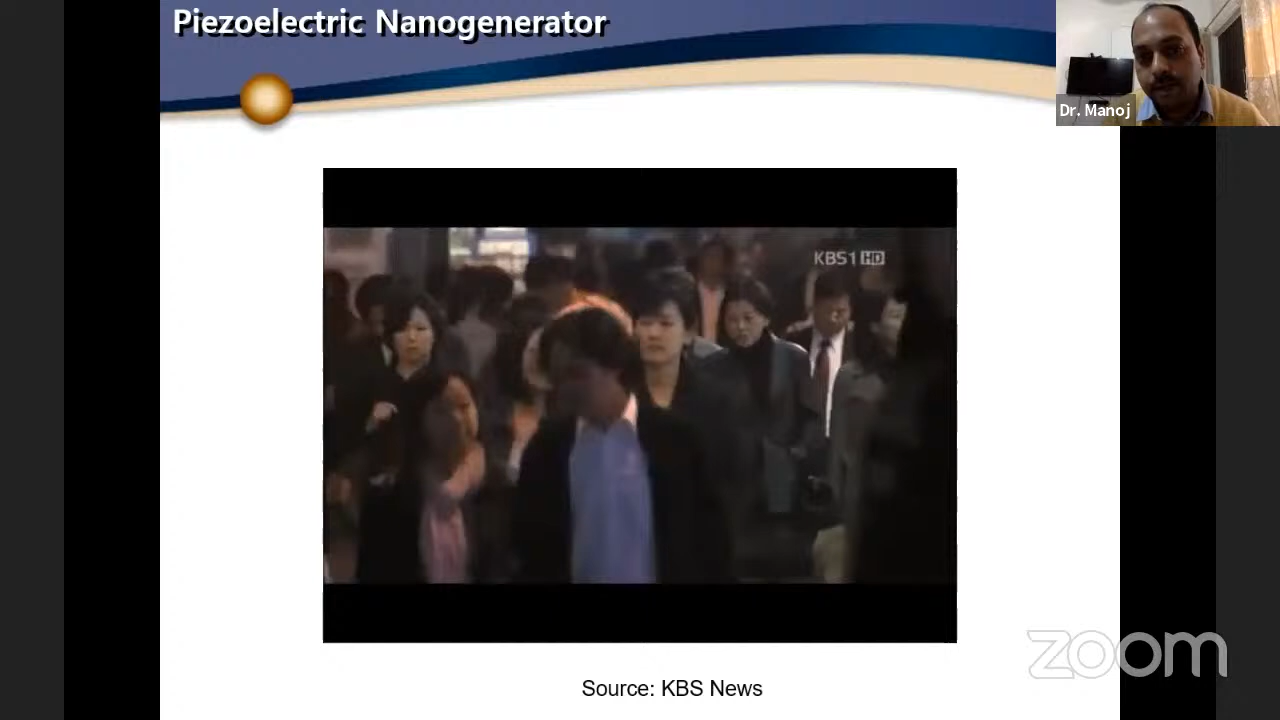 Piezoelectric Nanogenerator
Dr. Manoj
KBS1 HD
zoom
Source: KBS News